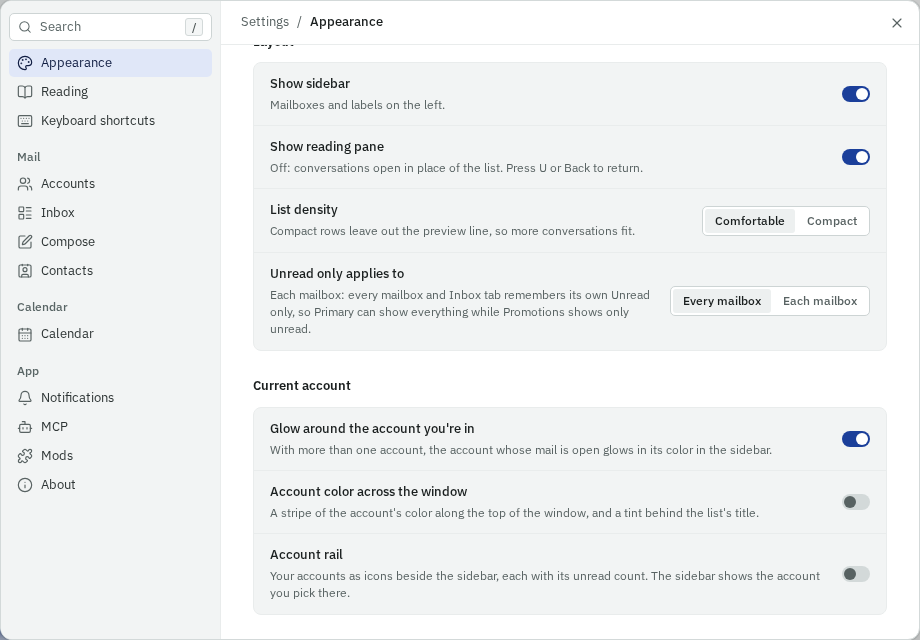 Search
/
Appearance
Reading
Keyboard shortcuts
Mail
Accounts
Inbox
Compose
Contacts
Calendar
Calendar
App
Notifications
MCP
Mods
About
Settings / Appearance
Show sidebar
Mailboxes and labels on the left.
Show reading pane
Off: conversations open in place of the list. Press U or Back to return.
List density
Compact rows leave out the preview line, so more conversations fit.
Comfortable Compact
Unread only applies to
Each mailbox: every mailbox and Inbox tab remembers its own Unread
only, so Primary can show everything while Promotions shows only
unread.
Every mailbox Each mailbox
Current account
Glow around the account you're in
With more than one account, the account whose mail is open glows in its color in the sidebar.
Account color across the window
A stripe of the account's color along the top of the window, and a tint behind the list's title.
Account rail
Your accounts as icons beside the sidebar, each with its unread count. The sidebar shows the account
you pick there.